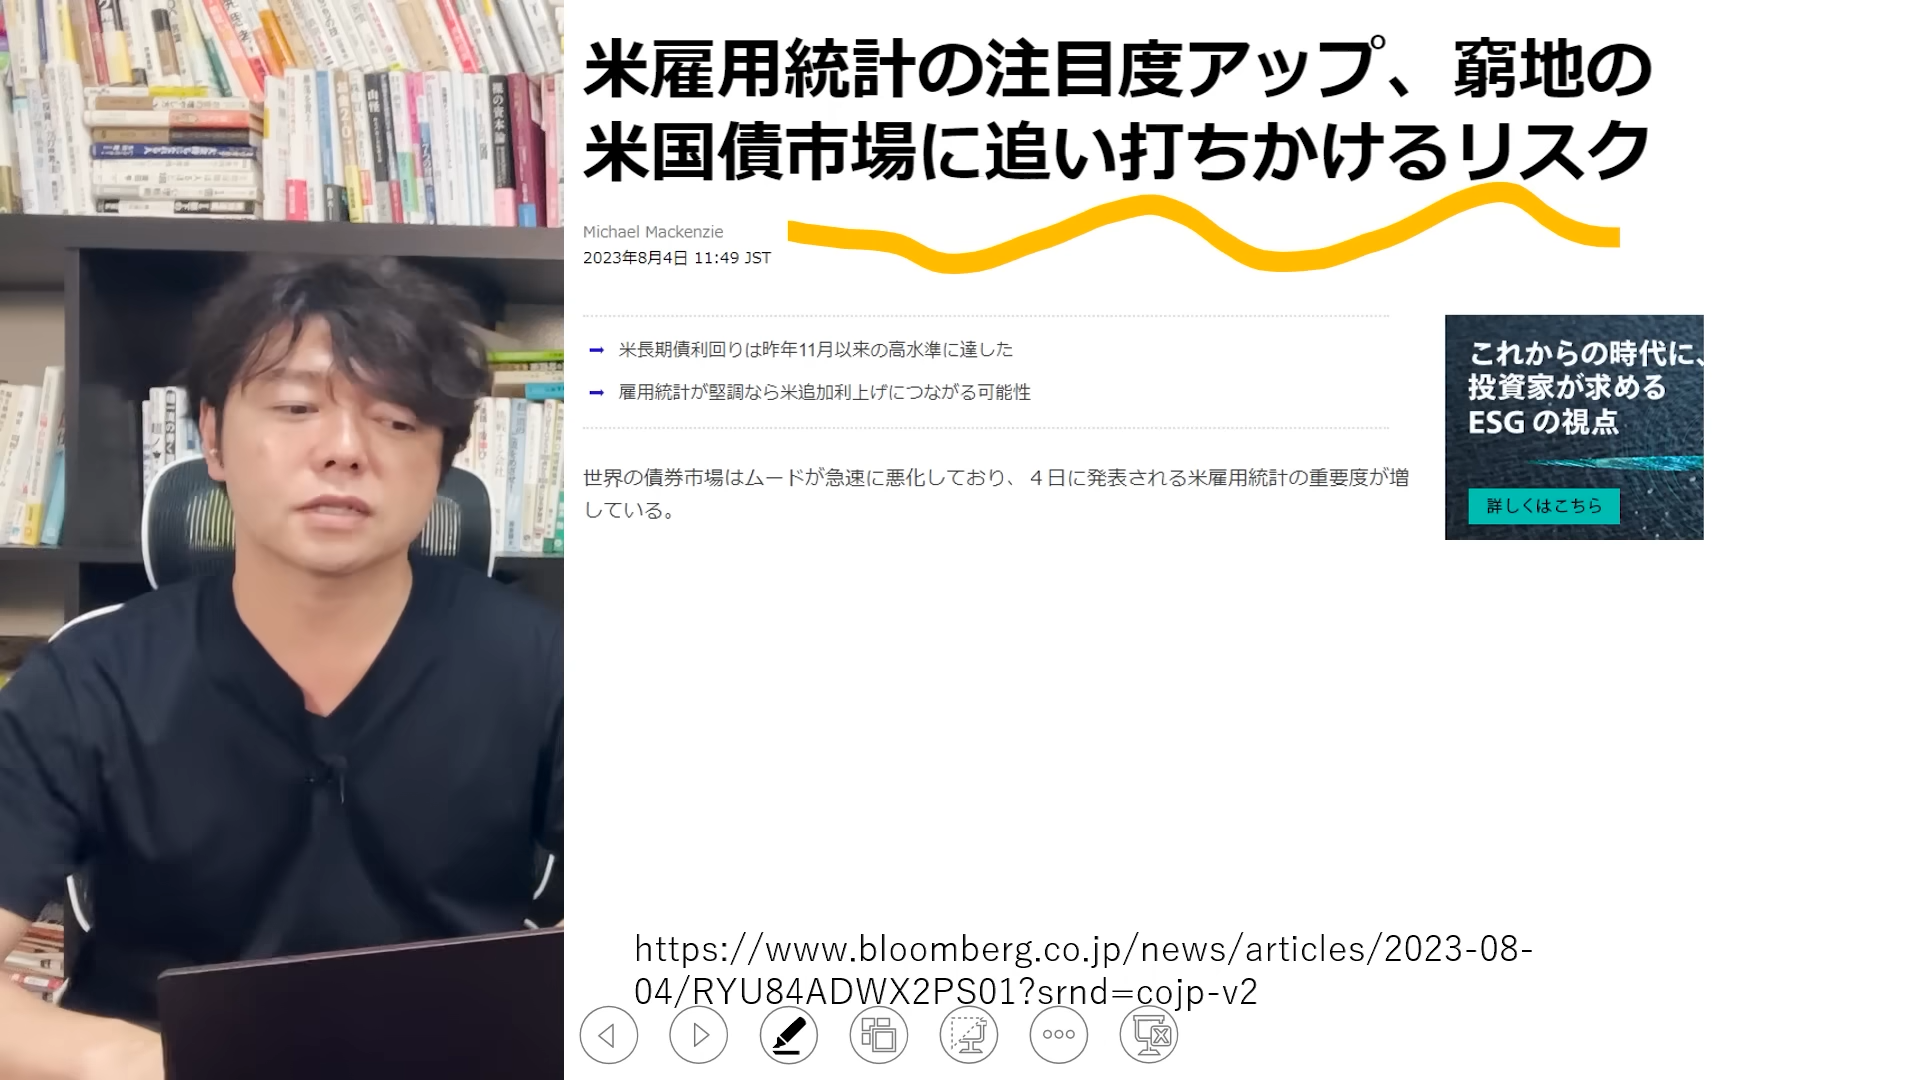 米雇用統計の注目度アップ、窮地の
米国債市場に追い打ちかけるリスク
Michael Mackenzie
2023年8月4日 11:49 JST
米長期債利回りは昨年11月以来の高水準に達した
雇用統計が堅調なら米追加利上げにつながる可能性
世界の債券市場はムードが急速に悪化しており、４日に発表される米雇用統計の重要度が増
している。
これからの時代に、
投資家が求める
ESG の視点
詳しくはこちら
https://www.bloomberg.co.jp/news/articles/2023-08-
04/RYU84ADWX2PS01?srnd=cojp-v2